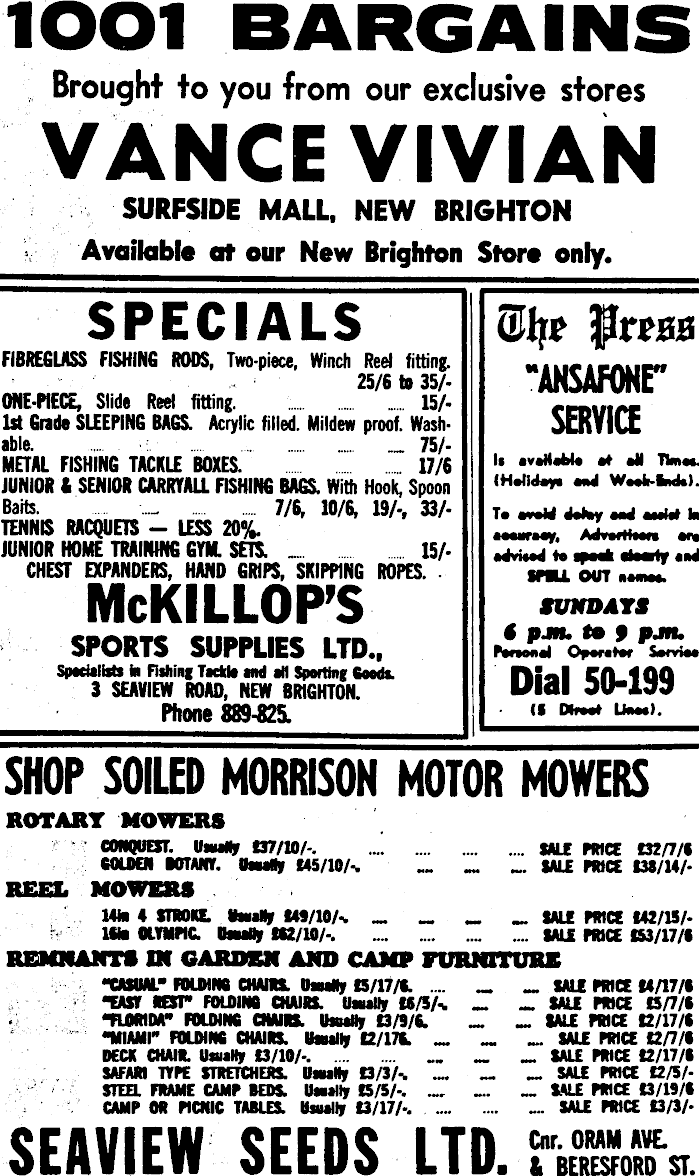 1001 BARGAINS
Brought to you from our exclusive stores
VANCE VIVIAN
SURFSIDE MALL, NEW BRIGHTON
Available at our New Brighton Store only.
SPECIALS
FIBREGLASS FISHING RODS, Two-piece, Winch Reel fitting.
25/6 to 35/-
ONE-PIECE, Slide Reel fitting. .... .... .... 15/-
1st Grade SLEEPING BAGS. Acrylic filled. Mildew proof. Wash-
able. .... .... .... .... .... .... 75/-
METAL FISHING TACKLE BOXES. .... .... .... 17/6
JUNIOR & SENIOR CARRYALL FISHING BAGS. With Hook, Spoon
Baits. .... .... .... 7/6, 10/6, 19/-, 33/-
TENNIS RACQUETS — LESS 20%.
JUNIOR HOME TRAINING GYM. SETS. .... .... .... 15/-
CHEST EXPANDERS, HAND GRIPS, SKIPPING ROPES.
McKILLOP'S
SPORTS SUPPLIES LTD.,
Specialists in Fishing Tackle and all Sporting Goods.
3 SEAVIEW ROAD, NEW BRIGHTON.
Phone 889-825.
The Press
"ANSAFONE"
SERVICE
Is available at all Times.
(Holidays and Week-Ends).
To avoid delay and assist in
accuracy, Advertisers are
advised to speak clearly and
SPELL OUT names.
SUNDAYS
6 p.m. to 9 p.m.
Personal Operator Service
Dial 50-199
(5 Direct Lines).
SHOP SOILED MORRISON MOTOR MOWERS
ROTARY MOWERS
CONQUEST. Usually £37/10/-. .... .... .... .... SALE PRICE £32/7/6
GOLDEN BOTANY. Usually £45/10/-. .... .... .... SALE PRICE £38/14/-
REEL MOWERS
14in 4 STROKE. Usually £49/10/-. .... .... .... .... SALE PRICE £42/15/-
16in OLYMPIC. Usually £62/10/-. .... .... .... .... SALE PRICE £53/17/6
REMNANTS IN GARDEN AND CAMP FURNITURE
"CASUAL" FOLDING CHAIRS. Usually £5/17/6. .... .... .... SALE PRICE £4/17/6
"EASY REST" FOLDING CHAIRS. Usually £6/5/-. .... .... SALE PRICE £5/7/6
"FLORIDA" FOLDING CHAIRS. Usually £3/9/6. .... .... SALE PRICE £2/17/6
"MIAMI" FOLDING CHAIRS. Usually £2/176. .... .... .... SALE PRICE £2/7/6
DECK CHAIR. Usually £3/10/-. .... .... .... .... .... SALE PRICE £2/17/6
SAFARI TYPE STRETCHERS. Usually £3/3/-. .... .... .... SALE PRICE £2/5/-
STEEL FRAME CAMP BEDS. Usually £5/5/-. .... .... .... SALE PRICE £3/19/6
CAMP OR PICNIC TABLES. Usually £3/17/-. .... .... .... SALE PRICE £3/3/-
SEAVIEW SEEDS LTD. Cnr. ORAM AVE.
& BERESFORD ST.